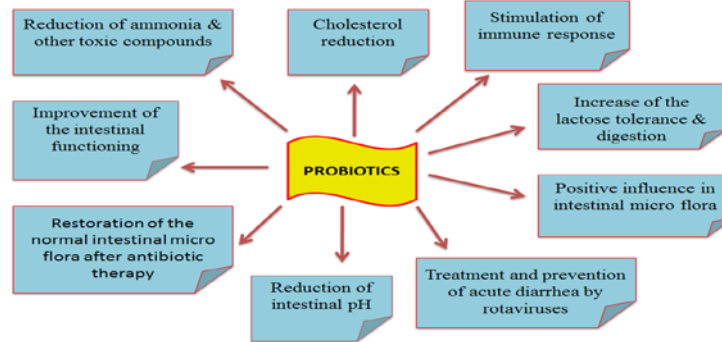 Reduction of ammonia &
other toxic compounds
Cholesterol
reduction
Stimulation of
immune response
Improvement of
the intestinal
functioning
PROBIOTICS
Increase of the
lactose tolerance &
digestion
Positive influence in
intestinal micro flora
Restoration of the
normal intestinal micro
flora after antibiotic
therapy
Reduction of
intestinal pH
Treatment and prevention
of acute diarrhea by
rotaviruses